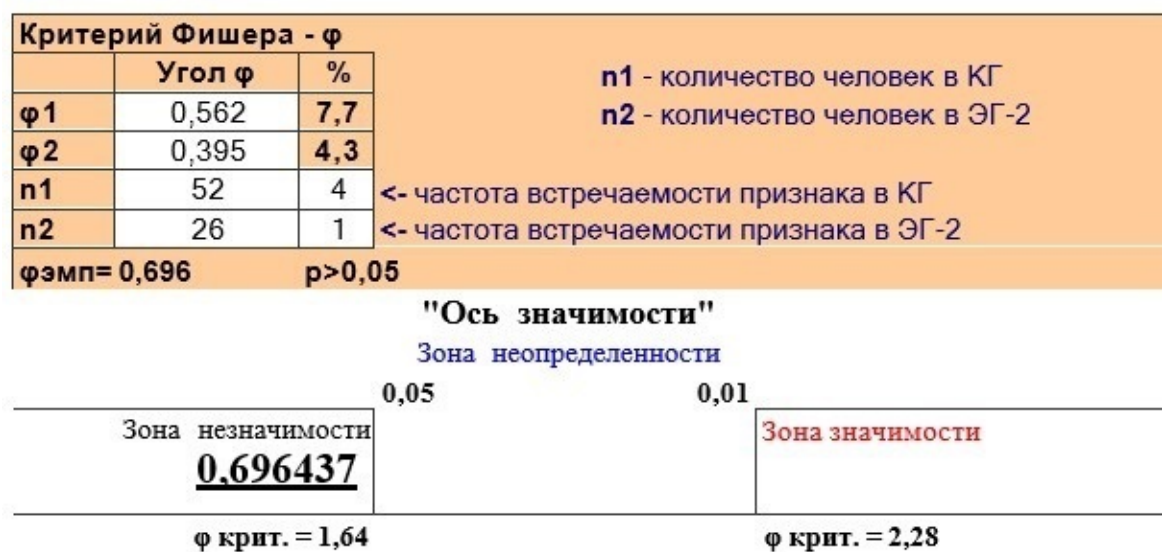 Критерий Фишера - φ
Угол φ %
φ1 0,562 7,7
φ2 0,395 4,3
n1 52 4 <- частота встречаемости признака в КГ
n2 26 1 <- частота встречаемости признака в ЭГ-2
n1 - количество человек в КГ
n2 - количество человек в ЭГ-2
φэмп= 0,696 p>0,05
"Ось значимости"
Зона неопределенности
0,05 0,01
Зона незначимости Зона значимости
0,696437
φ крит. = 1,64 φ крит. = 2,28